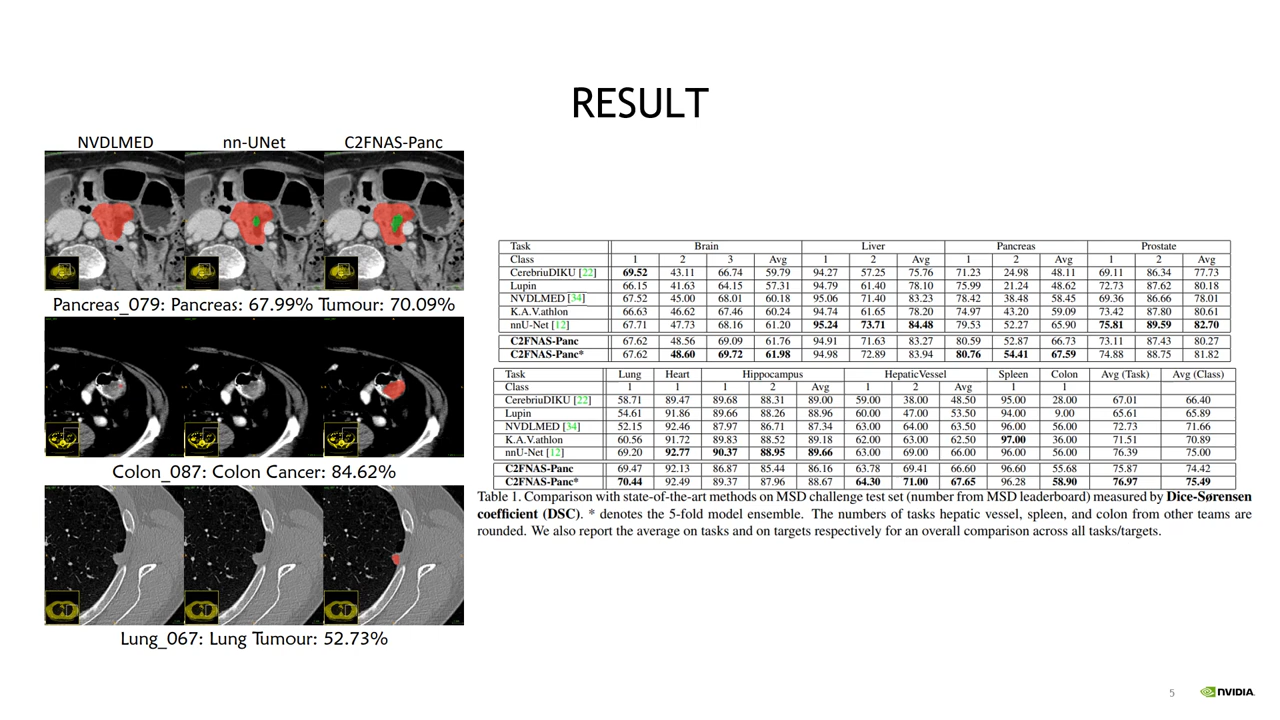 RESULT
NVDLMED nn-UNet C2FNAS-Panc
Pancreas_079: Pancreas: 67.99% Tumour: 70.09%
Colon_087: Colon Cancer: 84.62%
Lung_067: Lung Tumour: 52.73%
Task Brain Liver Pancreas Prostate
Class 1 2 3 Avg 1 2 Avg 1 2 Avg 1 2 Avg
CerebriuDIKU [22] 69.52 43.11 66.74 59.79 94.27 57.25 75.76 71.23 24.98 48.11 69.11 86.34 77.73
Lupin 66.15 41.63 64.15 57.31 94.79 61.40 78.10 75.99 21.24 48.62 72.73 87.62 80.18
NVDLMED [34] 67.52 45.00 68.01 60.18 95.06 71.40 83.23 78.42 38.48 58.45 69.36 86.66 78.01
K.A.V.athlon 66.63 46.62 67.46 60.24 94.74 61.65 78.20 74.97 43.20 59.09 73.42 87.80 80.61
nnU-Net [12] 67.71 47.73 68.16 61.20 95.24 73.71 84.48 79.53 52.27 65.90 75.81 89.59 82.70
C2FNAS-Panc 67.62 48.56 69.09 61.76 94.91 71.63 83.27 80.59 52.87 66.73 73.11 87.43 80.27
C2FNAS-Panc* 67.62 48.60 69.72 61.98 94.98 72.89 83.94 80.76 54.41 67.59 74.88 88.75 81.82
Task Lung Heart Hippocampus HepaticVessel Spleen Colon Avg (Task) Avg (Class)
Class 1 1 1 2 Avg 1 2 Avg 1 1
CerebriuDIKU [22] 58.71 89.47 89.68 88.31 89.00 59.00 38.00 48.50 95.00 28.00 67.01 66.40
Lupin 54.61 91.86 89.66 88.26 88.96 60.00 47.00 53.50 94.00 9.00 65.61 65.89
NVDLMED [34] 52.15 92.46 87.97 86.71 87.34 63.00 64.00 63.50 96.00 56.00 72.73 71.66
K.A.V.athlon 60.56 91.72 89.83 88.52 89.18 62.00 63.00 62.50 97.00 36.00 71.51 70.89
nnU-Net [12] 69.20 92.77 90.37 88.95 89.66 63.00 69.00 66.00 96.00 56.00 76.39 75.00
C2FNAS-Panc 69.47 92.13 86.87 85.44 86.16 63.78 69.41 66.60 96.60 55.68 75.87 74.42
C2FNAS-Panc* 70.44 92.49 89.37 87.96 88.67 64.30 71.00 67.65 96.28 58.90 76.97 75.49
Table 1. Comparison with state-of-the-art methods on MSD challenge test set (number from MSD leaderboard) measured by Dice-Sørensen
coefficient (DSC). * denotes the 5-fold model ensemble. The numbers of tasks hepatic vessel, spleen, and colon from other teams are
rounded. We also report the average on tasks and on targets respectively for an overall comparison across all tasks/targets.
5
NVIDIA.